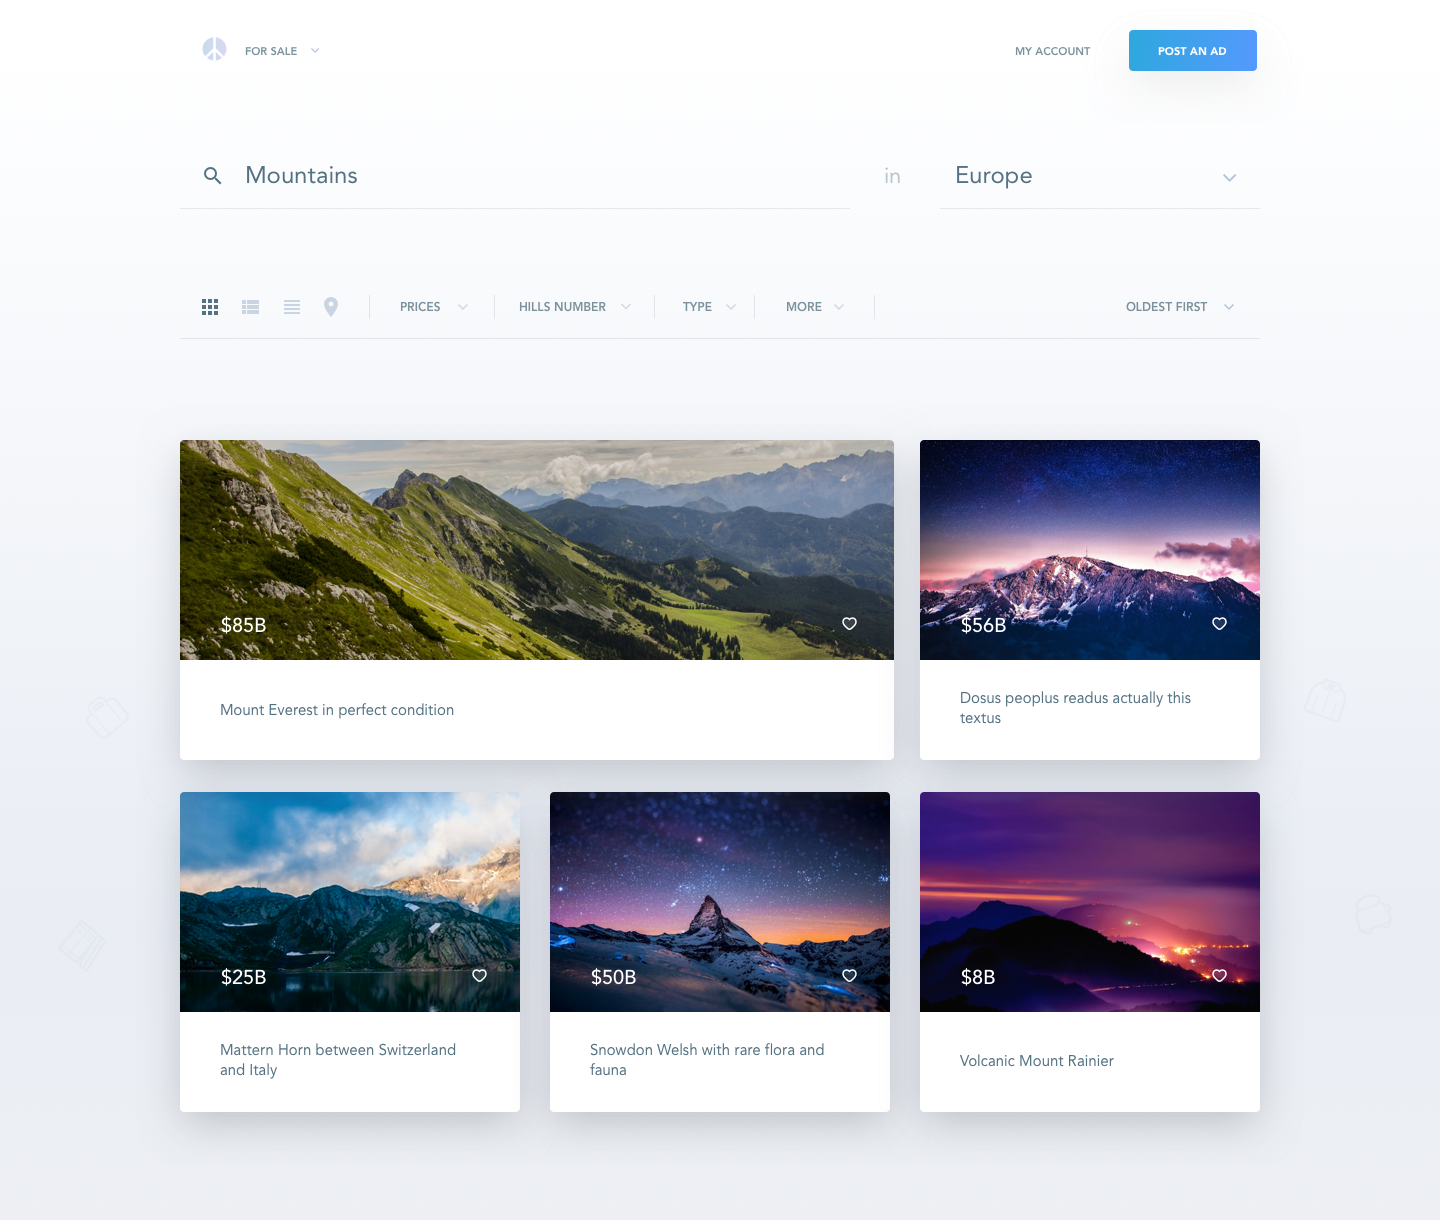 FOR SALE
MY ACCOUNT
POST AN AD
Mountains
in
Europe
PRICES
HILLS NUMBER
TYPE
MORE
OLDEST FIRST
$85B
Mount Everest in perfect condition
$56B
Dosus peoplus readus actually this
textus
$25B
Mattern Horn between Switzerland
and Italy
$50B
Snowdon Welsh with rare flora and
fauna
$8B
Volcanic Mount Rainier